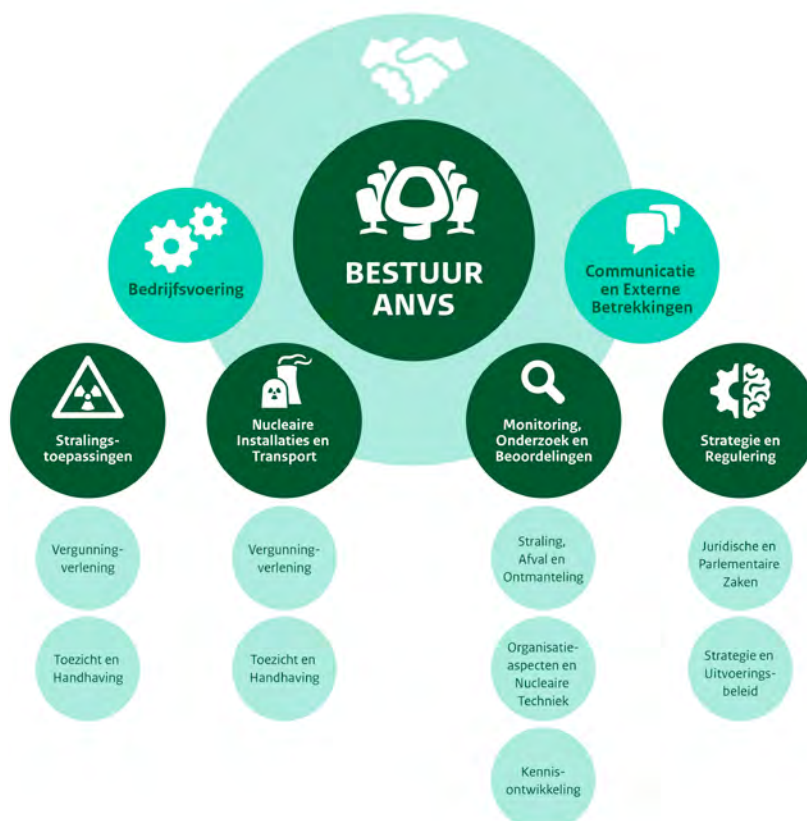 BESTUUR
ANVS
Bedrijfsvoering
Communicatie
en Externe
Betrekkingen
Stralings-
toepassingen
Nucleaire
Installaties en
Transport
Monitoring,
Onderzoek en
Beoordelingen
Strategie en
Regulering
Vergunning-
verlening
Vergunning-
verlening
Straling,
Afval en
Ontmanteling
Juridische en
Parlementaire
Zaken
Toezicht en
Handhaving
Toezicht en
Handhaving
Organisatie-
aspecten en
Nucleaire
Techniek
Strategie en
Uitvoerings-
beleid
Kennis-
ontwikkeling